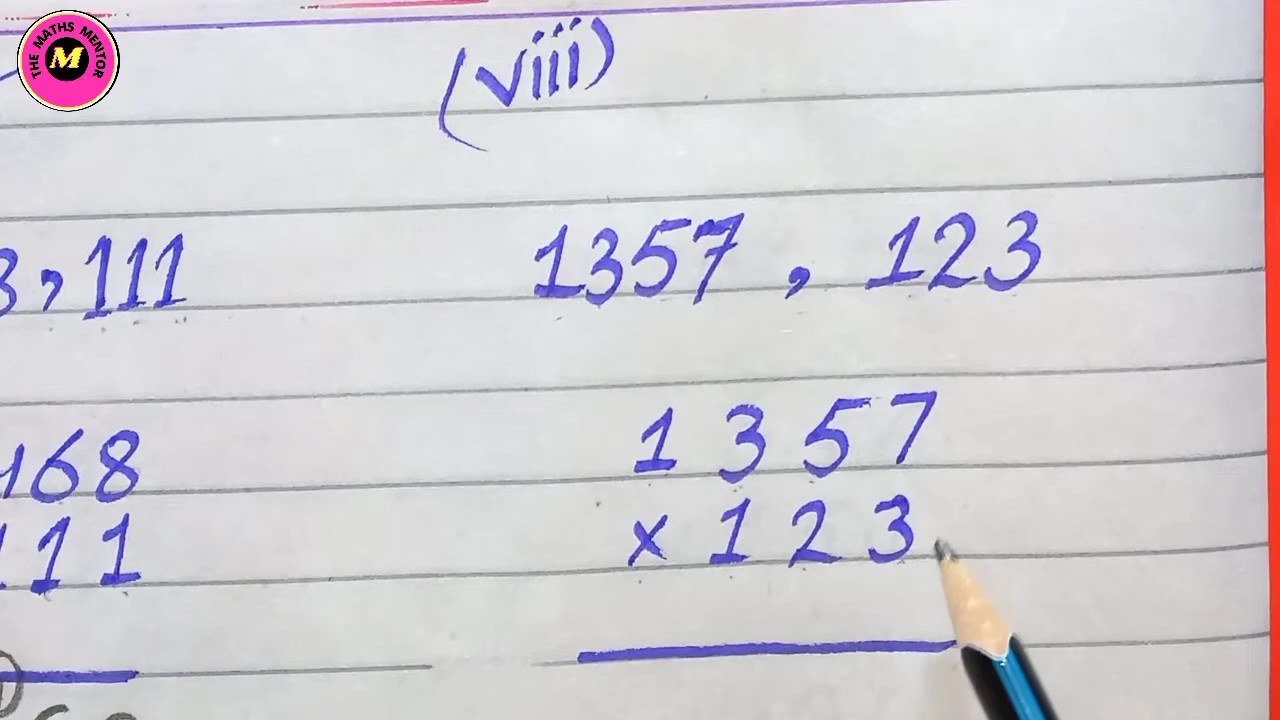 THE MATHS MENTOR
M
(viii)
3, 111
1357, 123
168
111
1357
× 123